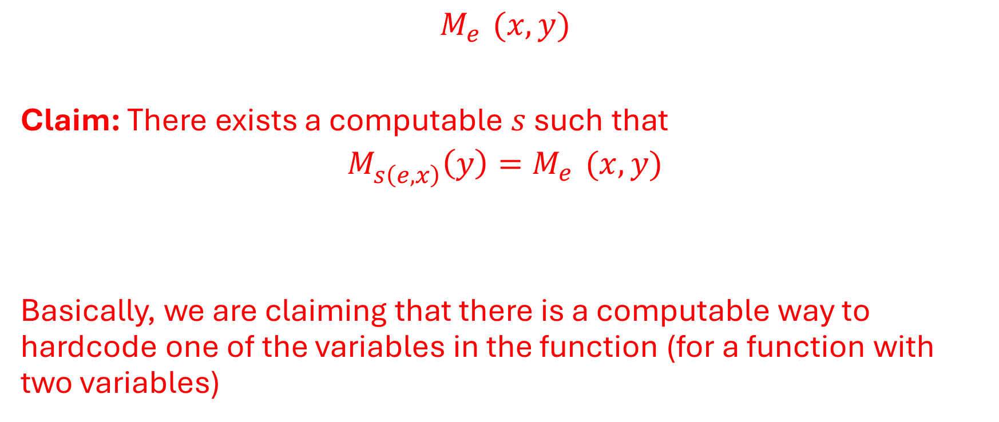 M_e (x, y)
Claim: There exists a computable s such that
M_{s(e,x)}(y) = M_e (x, y)
Basically, we are claiming that there is a computable way to
hardcode one of the variables in the function (for a function with
two variables)